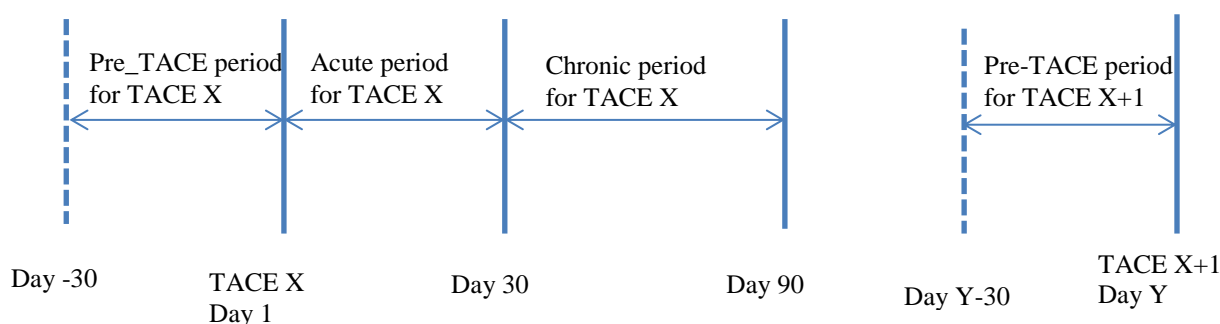 Pre_TACE period
for TACE X
Acute period
for TACE X
Chronic period
for TACE X
Pre-TACE period
for TACE X+1
Day -30
TACE X
Day 1
Day 30
Day 90
Day Y-30
TACE X+1
Day Y